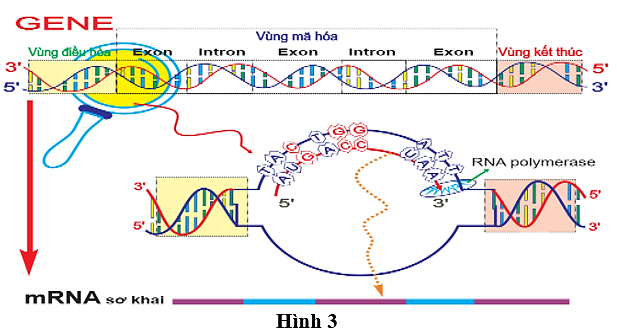 GENE
Vùng mã hóa
Vùng điều hòa Exon Intron Exon Intron Exon Vùng kết thúc
3' 5'
5' 3'
T A C T G G A T T
A U G A C C U A A
RNA polymerase
5' 3'
3' 5'
5' 3'
mRNA sơ khai
Hình 3